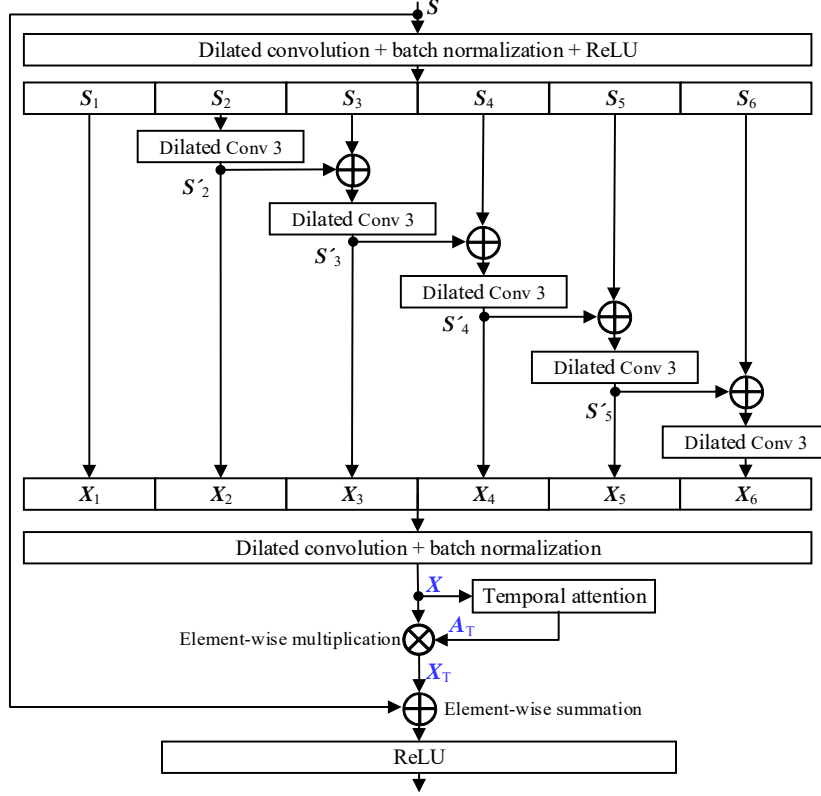 S
Dilated convolution + batch normalization + ReLU
S1 S2 S3 S4 S5 S6
Dilated Conv 3
S´2
Dilated Conv 3
S´3
Dilated Conv 3
S´4
Dilated Conv 3
S´5
Dilated Conv 3
X1 X2 X3 X4 X5 X6
Dilated convolution + batch normalization
X
Temporal attention
Element-wise multiplication
AT
XT
Element-wise summation
ReLU